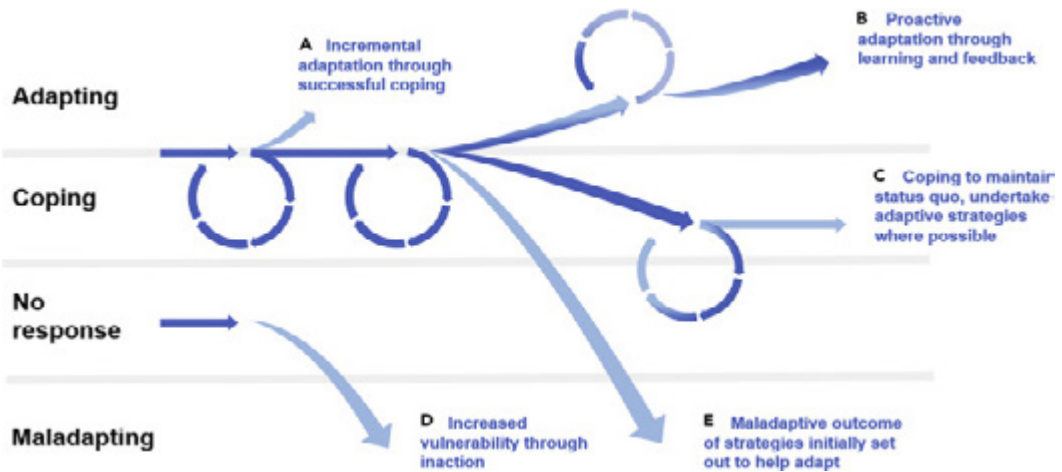 A Incremental
adaptation through
successful coping
B Proactive
adaptation through
learning and feedback
Adapting
Coping
C Coping to maintain
status quo, undertake
adaptive strategies
where possible
No
response
Maladapting
D Increased
vulnerability through
inaction
E Maladaptive outcome
of strategies initially set
out to help adapt